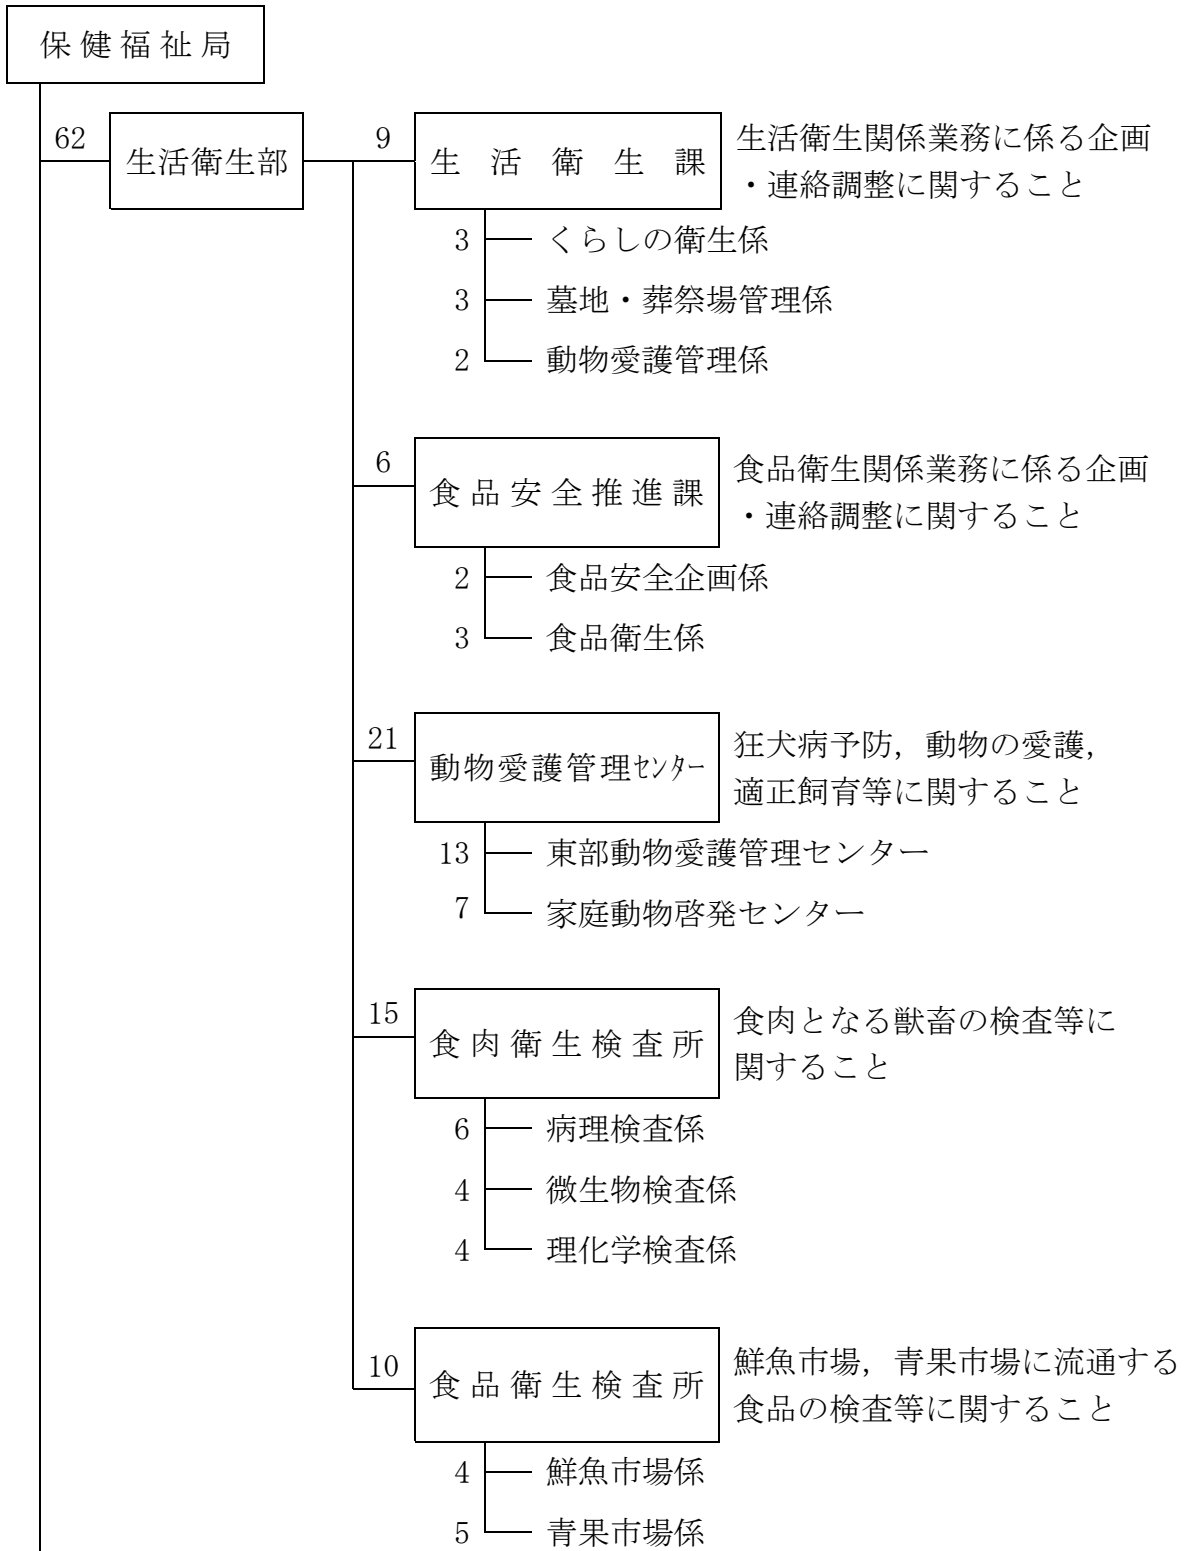 保健福祉局
62
生活衛生部
9
生活衛生課
生活衛生関係業務に係る企画
・連絡調整に関すること
3 くらしの衛生係
3 墓地・葬祭場管理係
2 動物愛護管理係
6
食品安全推進課
食品衛生関係業務に係る企画
・連絡調整に関すること
2 食品安全企画係
3 食品衛生係
21
動物愛護管理ｾﾝﾀｰ
狂犬病予防，動物の愛護，
適正飼育等に関すること
13 東部動物愛護管理センター
7 家庭動物啓発センター
15
食肉衛生検査所
食肉となる獣畜の検査等に
関すること
6 病理検査係
4 微生物検査係
4 理化学検査係
10
食品衛生検査所
鮮魚市場，青果市場に流通する
食品の検査等に関すること
4 鮮魚市場係
5 青果市場係